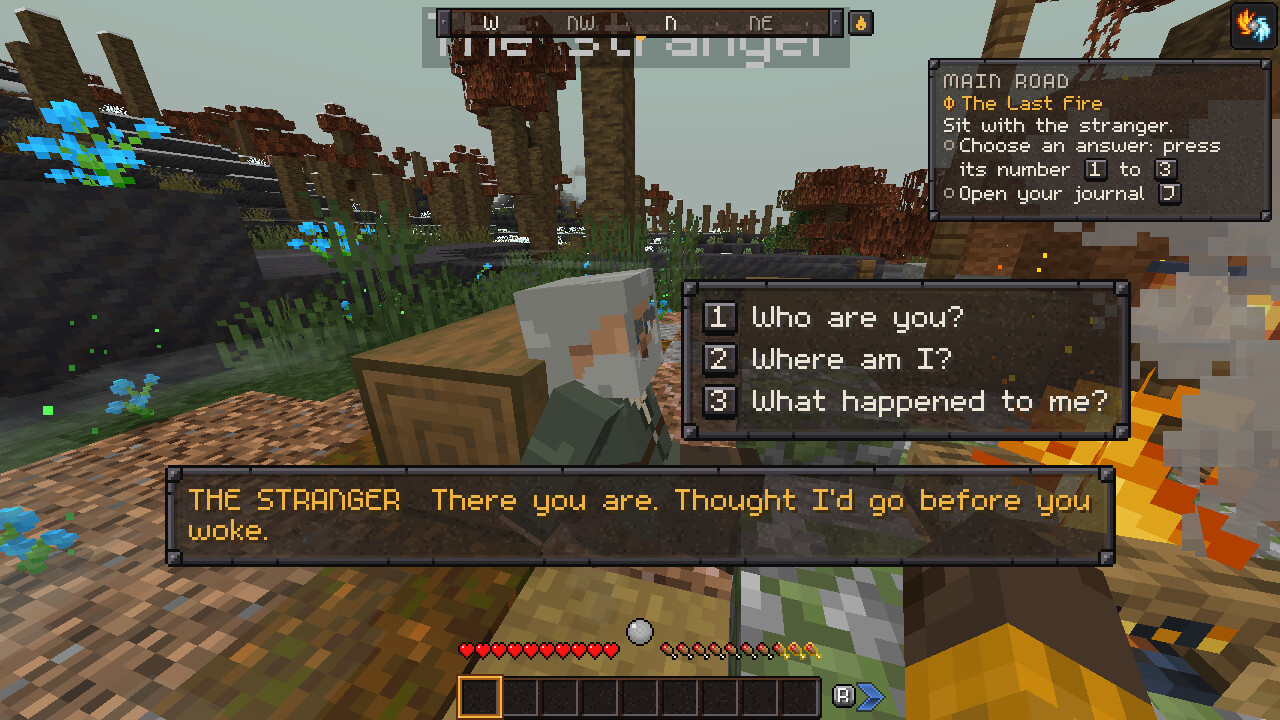 W NW N NE
The Stranger
MAIN ROAD
The Last Fire
Sit with the stranger.
Choose an answer: press
its number 1 to 3
Open your journal J
1 Who are you?
2 Where am I?
3 What happened to me?
THE STRANGER There you are. Thought I'd go before you
woke.
R